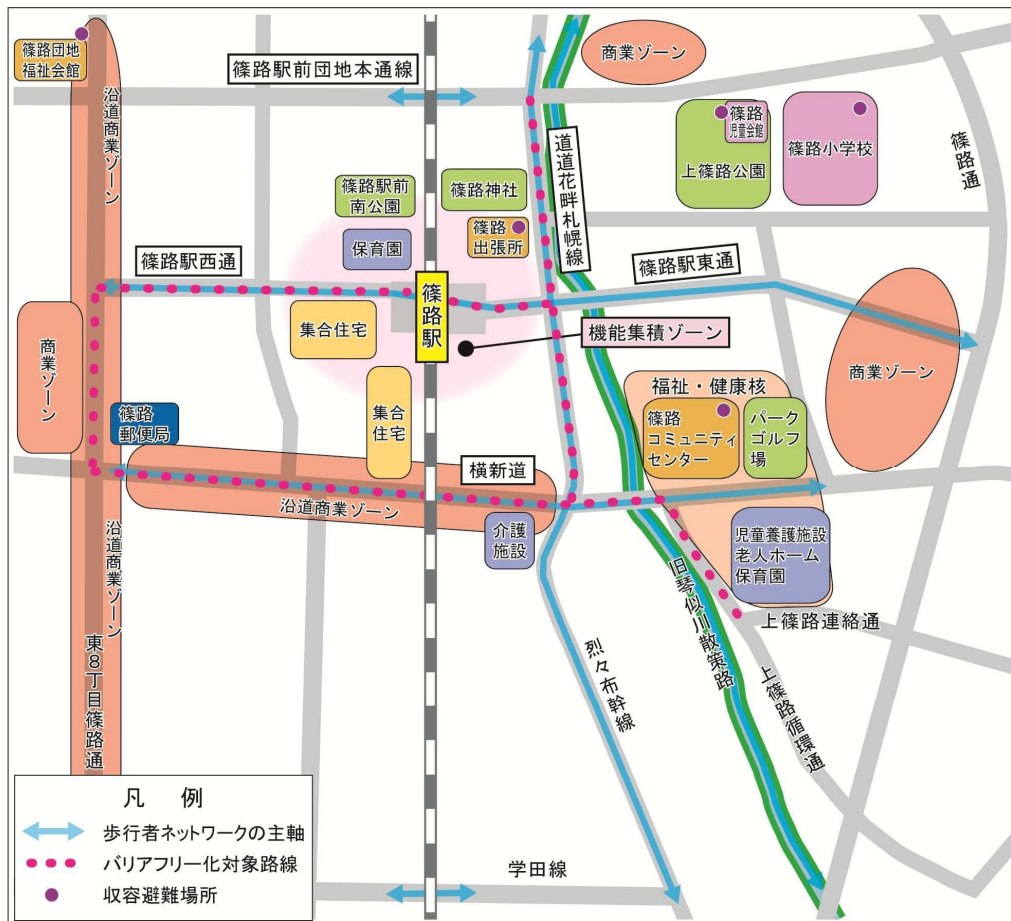 篠路団地
福祉会館
沿道商業ゾーン
篠路駅前団地本通線
商業ゾーン
篠路
児童会館
上篠路公園
篠路小学校
篠路通
道道花畔札幌線
篠路駅前
南公園
篠路神社
保育園
篠路
出張所
篠路駅西通
篠路駅
篠路駅東通
集合住宅
機能集積ゾーン
商業ゾーン
商業ゾーン
集合
住宅
福祉・健康核
篠路
コミュニティ
センター
パーク
ゴルフ
場
篠路
郵便局
横新道
沿道商業ゾーン
介護
施設
児童養護施設
老人ホーム
保育園
沿道商業ゾーン
東8丁目篠路通
烈々布幹線
旧琴似川散策路
上篠路連絡通
上篠路循環通
学田線
凡 例
歩行者ネットワークの主軸
バリアフリー化対象路線
収容避難場所